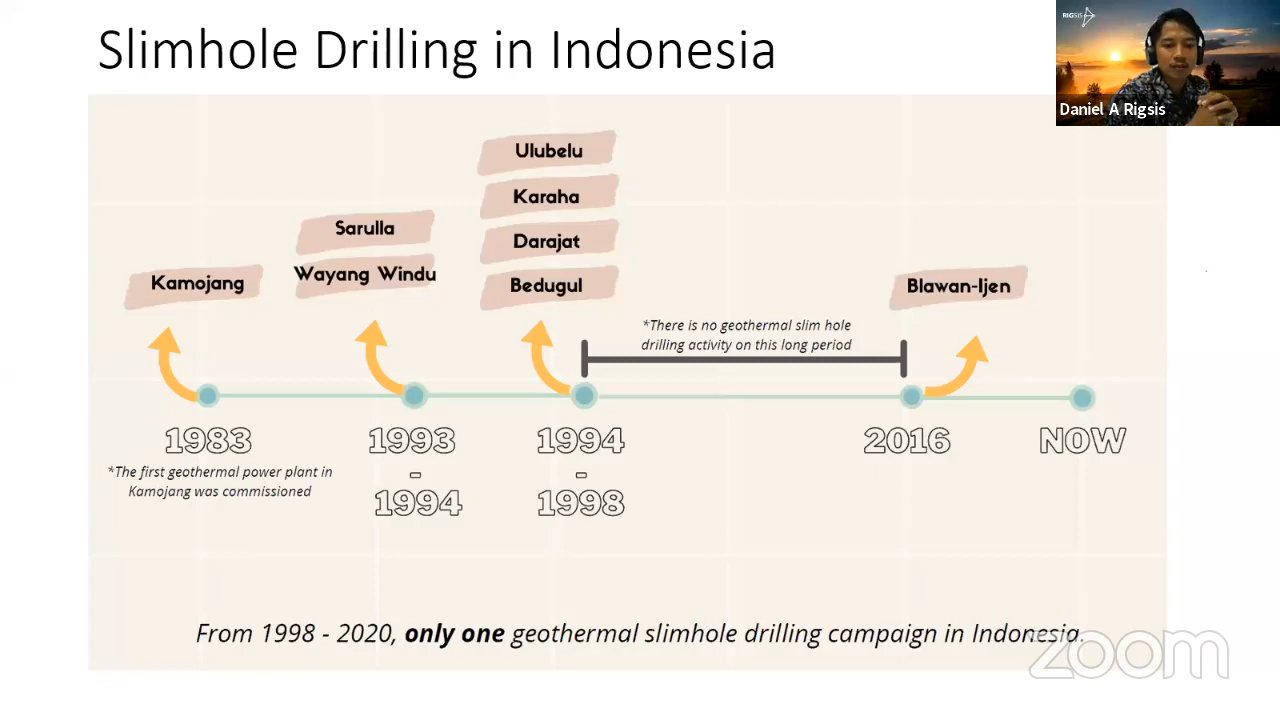 Slimhole Drilling in Indonesia
RIGSIS
Daniel A Rigsis
Ulubelu
Karaha
Darajat
Bedugul
Sarulla
Wayang Windu
Kamojang
Blawan-Ijen
*There is no geothermal slim hole
drilling activity on this long period
1983
*The first geothermal power plant in
Kamojang was commissioned
1993
-
1994
1994
-
1998
2016
NOW
From 1998 - 2020, only one geothermal slimhole drilling campaign in Indonesia.
zoom